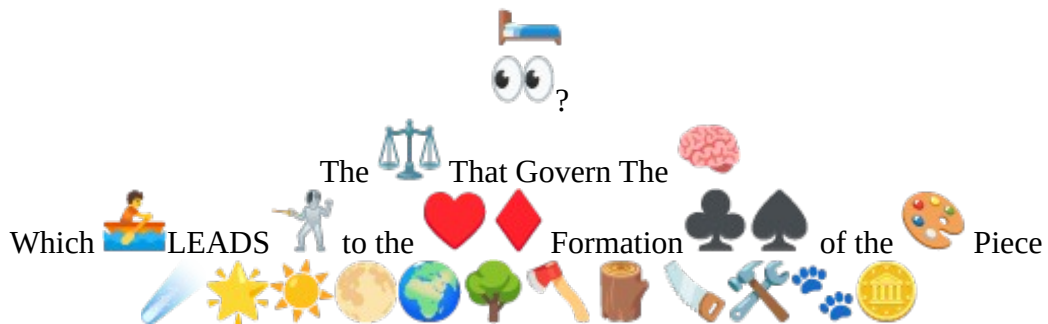 🛏️
👀?
The ⚖️ That Govern The 🧠
Which 🚣LEADS 🤺 to the ♥️♦️ Formation ♣️♠️ of the 🎨 Piece
☄️🌟☀️🌕🌍🌳🪓🪵🪚🛠️🐾🪙